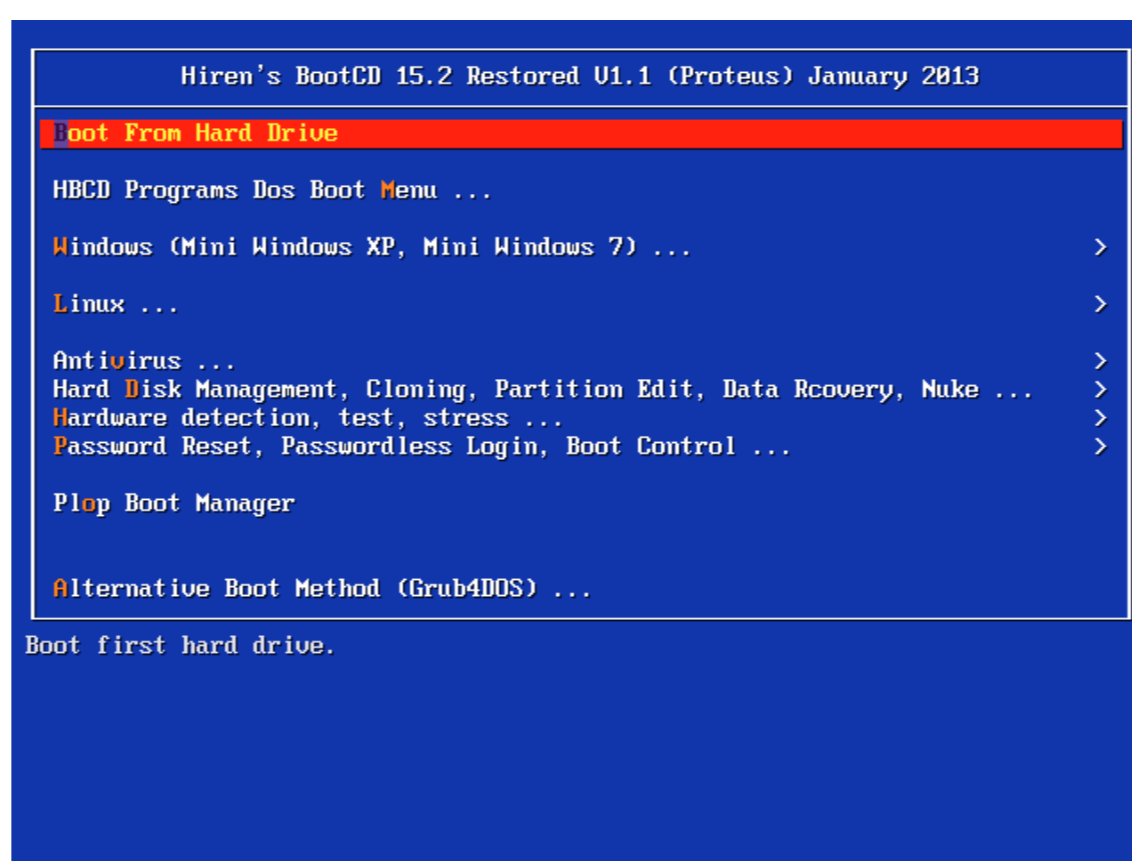 Hiren's BootCD 15.2 Restored V1.1 (Proteus) January 2013
Boot From Hard Drive
HBCD Programs Dos Boot Menu ...
Windows (Mini Windows XP, Mini Windows 7) ... >
Linux ... >
Antivirus ... >
Hard Disk Management, Cloning, Partition Edit, Data Rcovery, Nuke ... >
Hardware detection, test, stress ... >
Password Reset, Passwordless Login, Boot Control ... >
Plop Boot Manager
Alternative Boot Method (Grub4DOS) ...
Boot first hard drive.